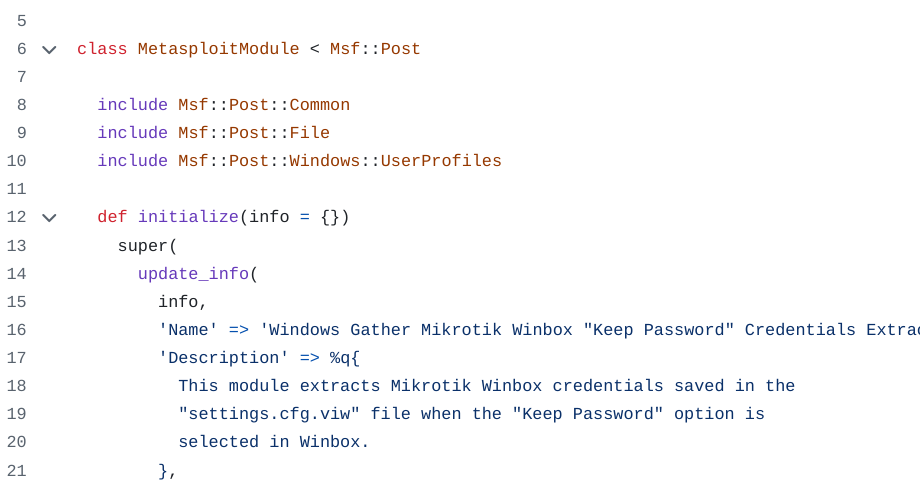 5
6 class MetasploitModule < Msf::Post
7
8 include Msf::Post::Common
9 include Msf::Post::File
10 include Msf::Post::Windows::UserProfiles
11
12 def initialize(info = {})
13 super(
14 update_info(
15 info,
16 'Name' => 'Windows Gather Mikrotik Winbox "Keep Password" Credentials
17 'Description' => %q{
18 This module extracts Mikrotik Winbox credentials saved in the
19 "settings.cfg.viw" file when the "Keep Password" option is
20 selected in Winbox.
21 },